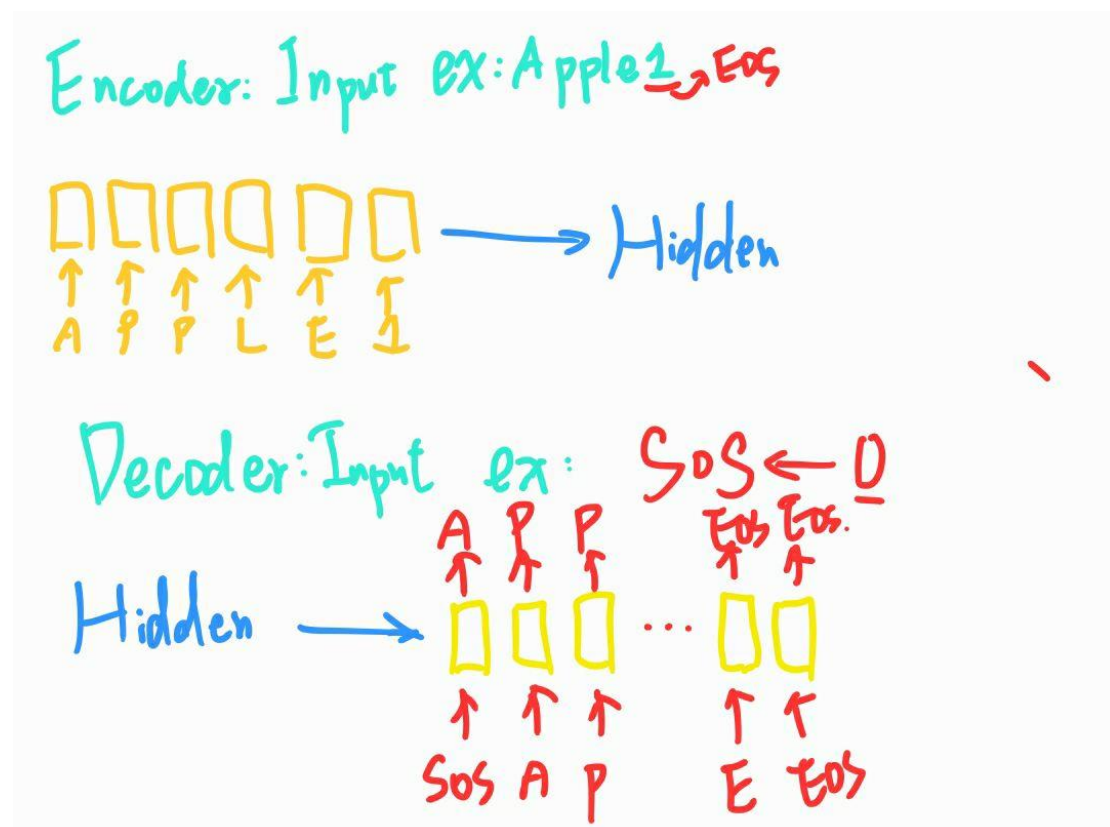 Encoder: Input ex: Apple1 → EOS
Hidden
A P P L E 1
Decoder: Input ex: SOS ← 0
A P P EOS EOS.
Hidden ...
SOS A P E EOS